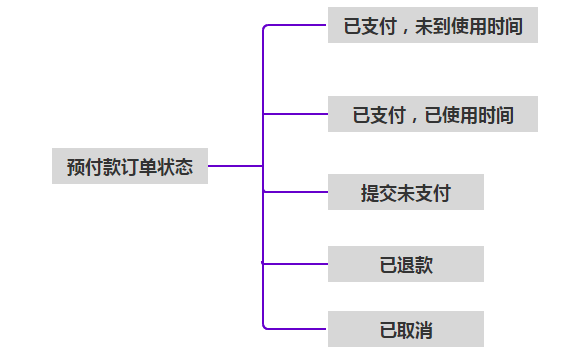 已支付，未到使用时间
已支付，已使用时间
预付款订单状态
提交未支付
已退款
已取消